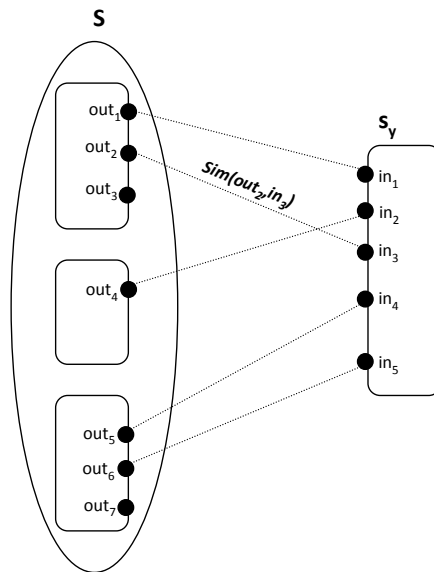 S
out1
out2
out3
out4
out5
out6
out7
Sim(out2,in3)
sy
in1
in2
in3
in4
in5